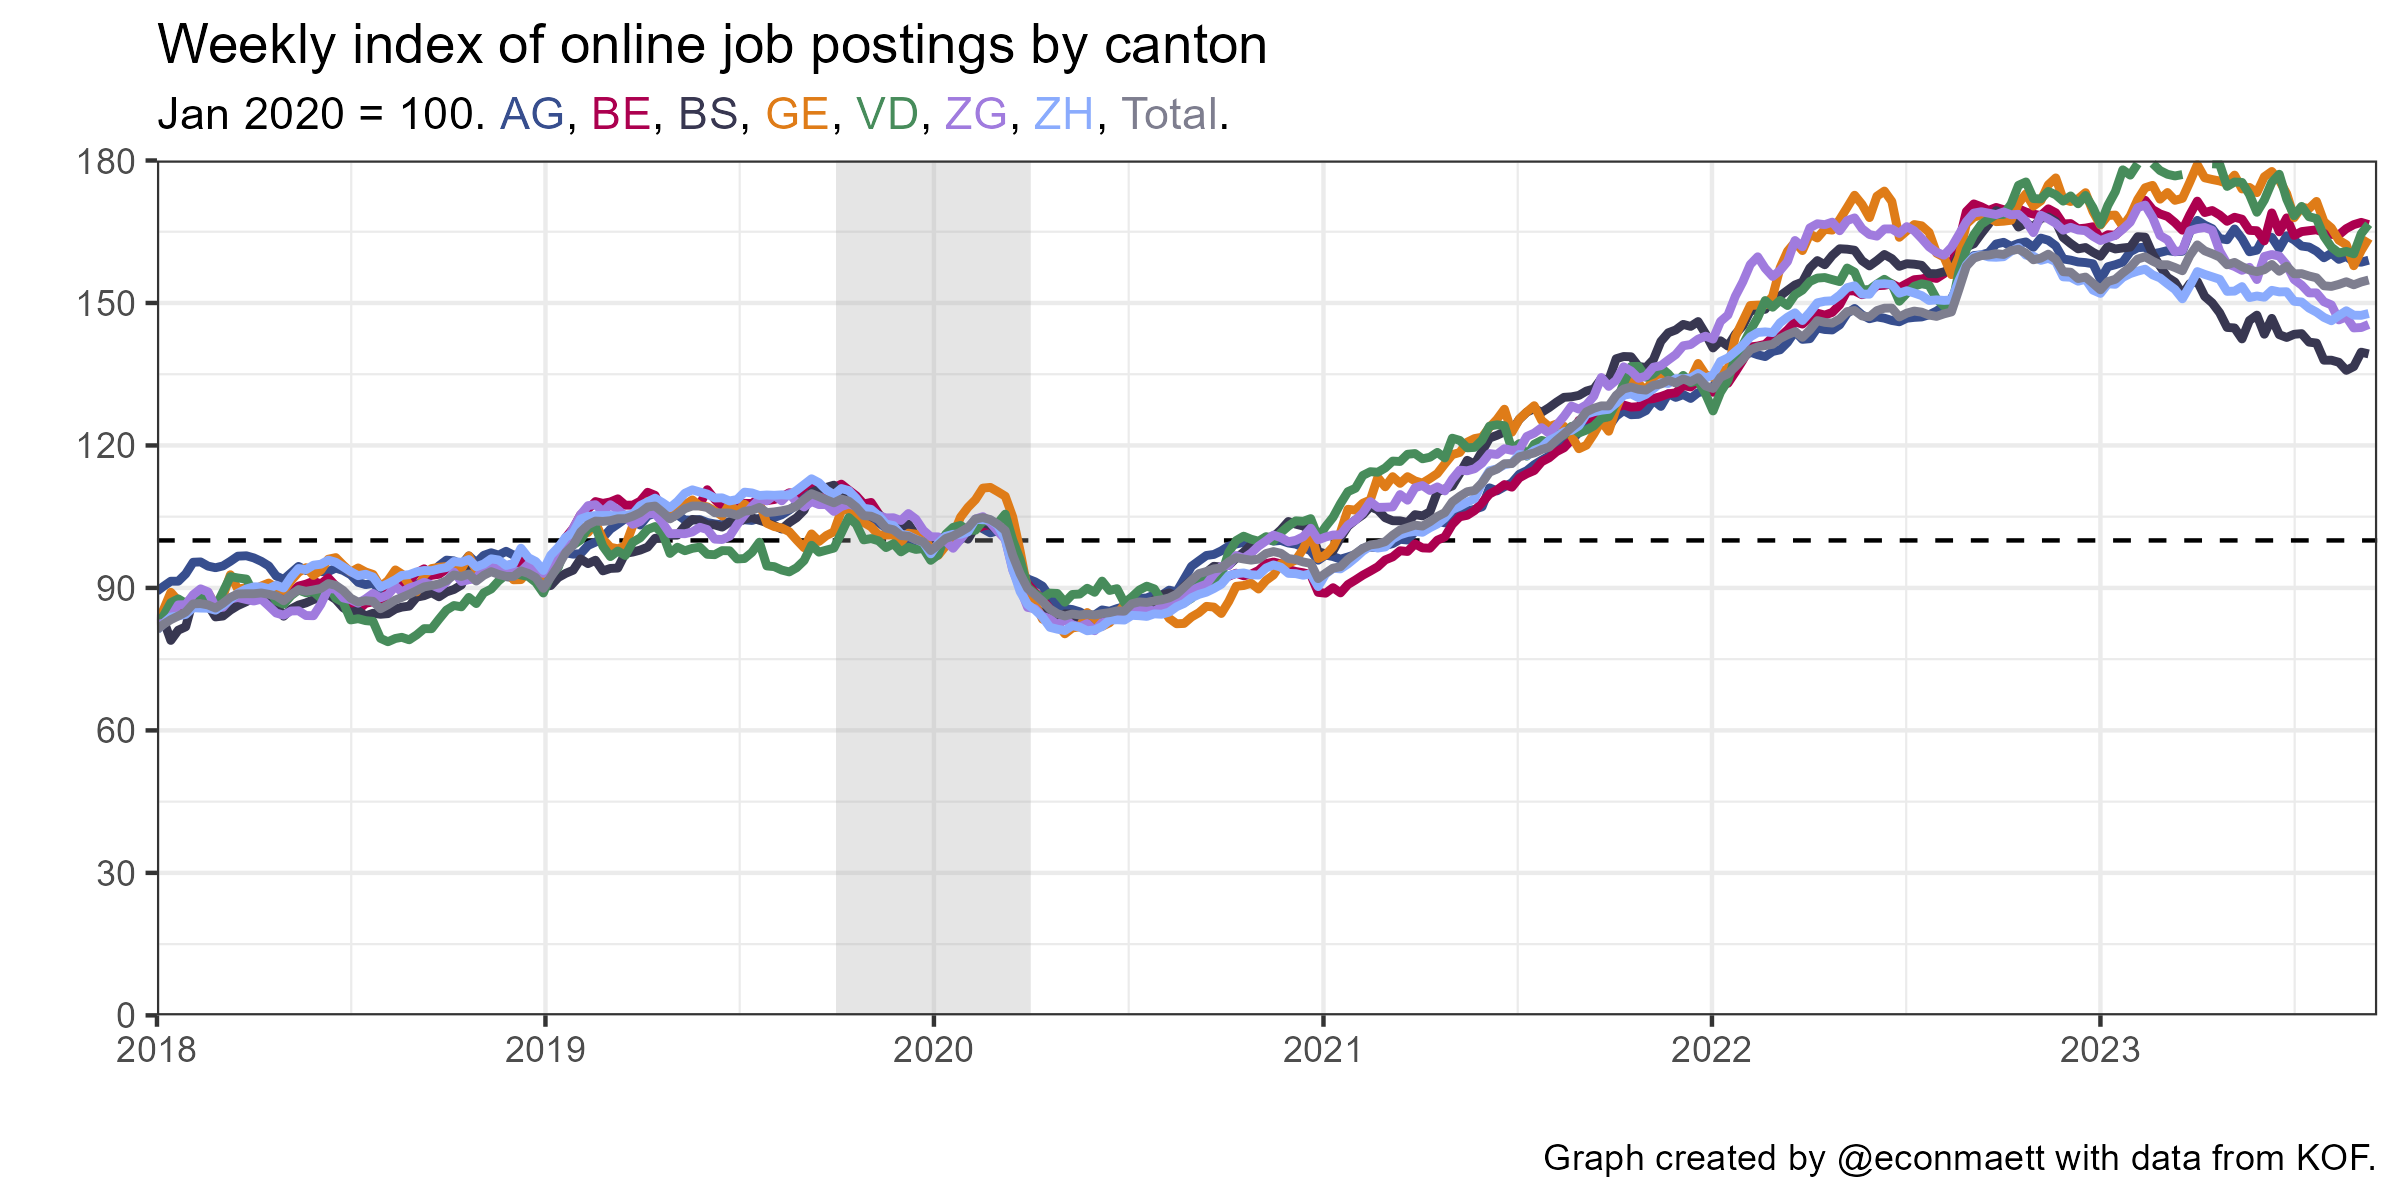 Weekly index of online job postings by canton
Jan 2020 = 100. AG, BE, BS, GE, VD, ZG, ZH, Total.
180
150
120
90
60
30
0
2018 2019 2020 2021 2022 2023
Graph created by @econmaett with data from KOF.